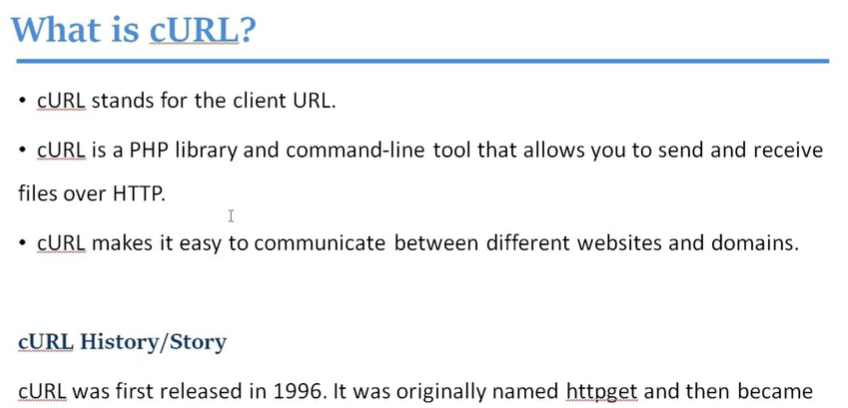 What is cURL?
• cURL stands for the client URL.
• cURL is a PHP library and command-line tool that allows you to send and receive
files over HTTP.
• cURL makes it easy to communicate between different websites and domains.
cURL History/Story
cURL was first released in 1996. It was originally named httpget and then became